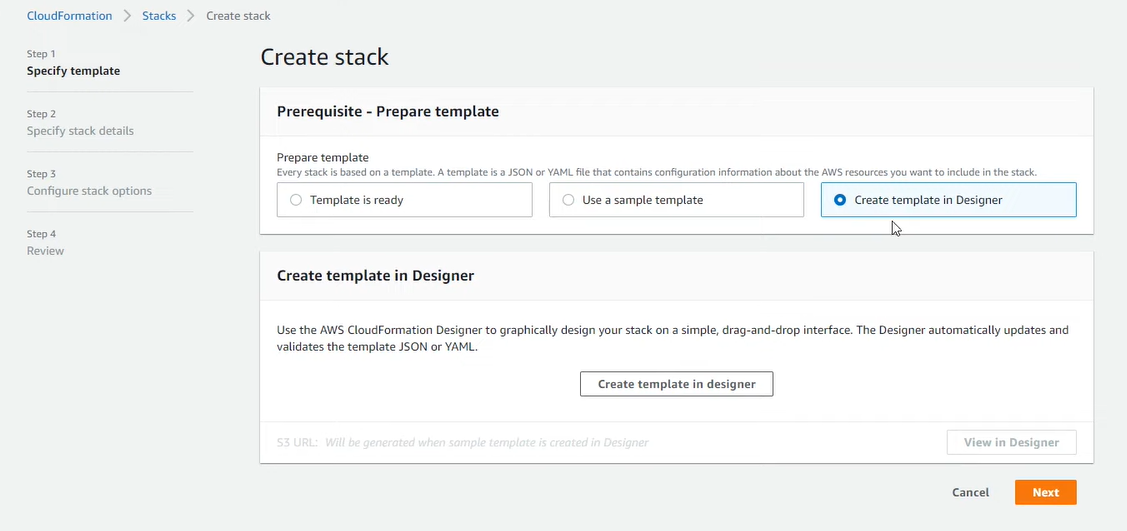 CloudFormation > Stacks > Create stack
Step 1
Specify template
Step 2
Specify stack details
Step 3
Configure stack options
Step 4
Review
Create stack
Prerequisite - Prepare template
Prepare template
Every stack is based on a template. A template is a JSON or YAML file that contains configuration information about the AWS resources you want to include in the stack.
Template is ready
Use a sample template
Create template in Designer
Create template in Designer
Use the AWS CloudFormation Designer to graphically design your stack on a simple, drag-and-drop interface. The Designer automatically updates and
validates the template JSON or YAML.
Create template in designer
S3 URL: Will be generated when sample template is created in Designer
View in Designer
Cancel
Next